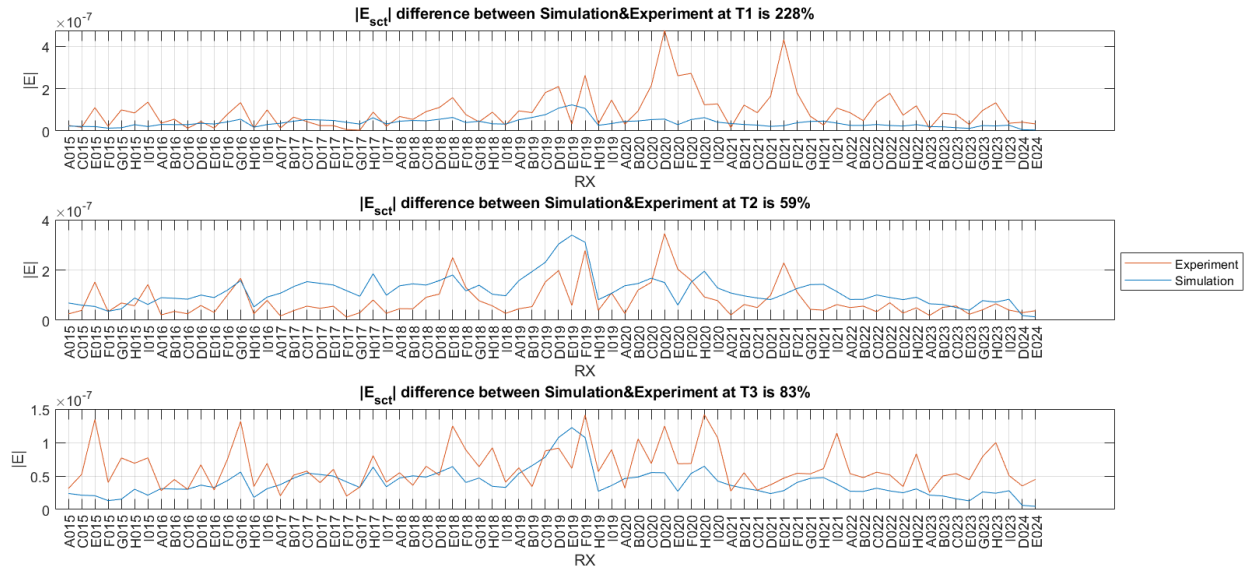 |E_sct| difference between Simulation&Experiment at T1 is 228%
×10⁻⁷
4
2
0
|E|
A015 C015 E015 F015 G015 H015 I015 A016 B016 C016 D016 E016 F016 G016 H016 I016 A017 B017 C017 D017 E017 F017 G017 H017 I017 A018 B018 C018 D018 E018 F018 G018 H018 I018 A019 B019 C019 D019 E019 F019 H019 I019 A020 B020 C020 D020 E020 F020 H020 I020 A021 B021 C021 D021 E021 F021 G021 H021 I021 A022 B022 C022 D022 E022 H022 A023 C023 E023 F023 G023 H023 I023 D024 E024
RX
|E_sct| difference between Simulation&Experiment at T2 is 59%
×10⁻⁷
4
2
0
|E|
A015 C015 E015 F015 G015 H015 I015 A016 B016 C016 D016 E016 F016 G016 H016 I016 A017 B017 C017 D017 E017 F017 G017 H017 I017 A018 B018 C018 D018 E018 F018 G018 H018 I018 A019 B019 C019 D019 E019 F019 H019 I019 A020 B020 C020 D020 E020 F020 H020 I020 A021 B021 C021 D021 E021 F021 G021 H021 I021 A022 B022 C022 D022 E022 H022 A023 C023 E023 F023 G023 H023 I023 D024 E024
RX
Experiment
Simulation
|E_sct| difference between Simulation&Experiment at T3 is 83%
×10⁻⁷
1.5
1
0.5
0
|E|
A015 C015 E015 F015 G015 H015 I015 A016 B016 C016 D016 E016 F016 G016 H016 I016 A017 B017 C017 D017 E017 F017 G017 H017 I017 A018 B018 C018 D018 E018 F018 G018 H018 I018 A019 B019 C019 D019 E019 F019 H019 I019 A020 B020 C020 D020 E020 F020 H020 I020 A021 B021 C021 D021 E021 F021 G021 H021 I021 A022 B022 C022 D022 E022 H022 A023 C023 E023 F023 G023 H023 I023 D024 E024
RX